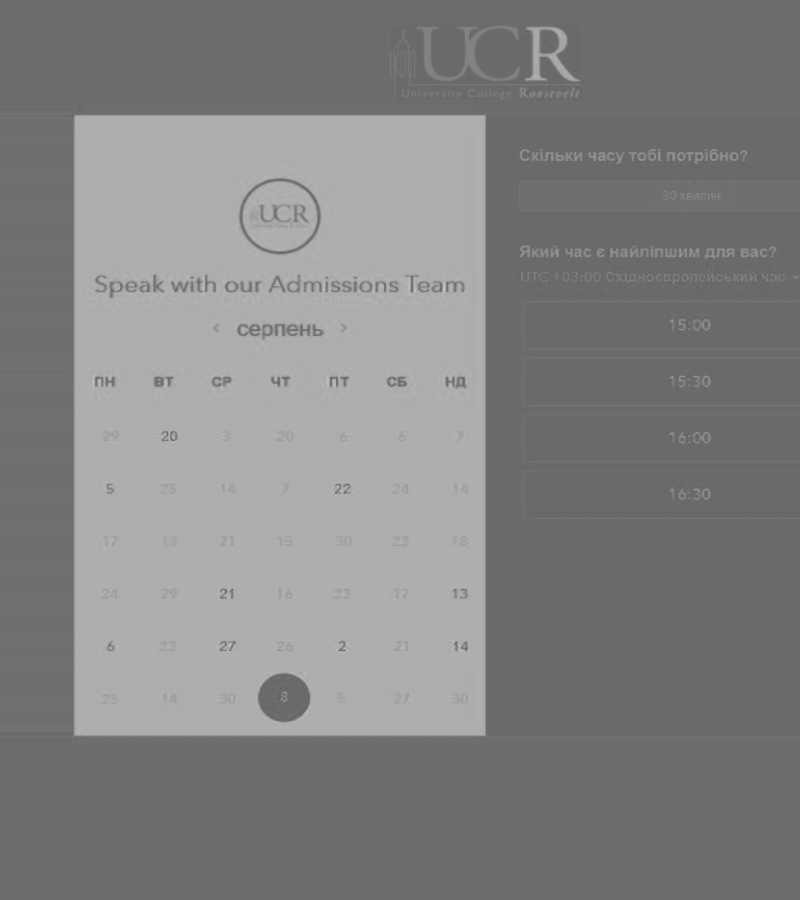 UCR
University College Roosevelt
UCR
Speak with our Admissions Team
< серпень >
ПН ВТ СР ЧТ ПТ СБ НД
29 20 3 20 6 6 7
5 25 14 7 22 24 14
17 13 21 15 30 23 18
24 29 21 16 23 17 13
6 23 27 26 2 21 14
25 14 30 8 5 27 30
Скільки часу тобі потрібно?
30 хвилин
Який час є найліпшим для вас?
UTC +03:00 Східноєвропейський час
15:00
15:30
16:00
16:30